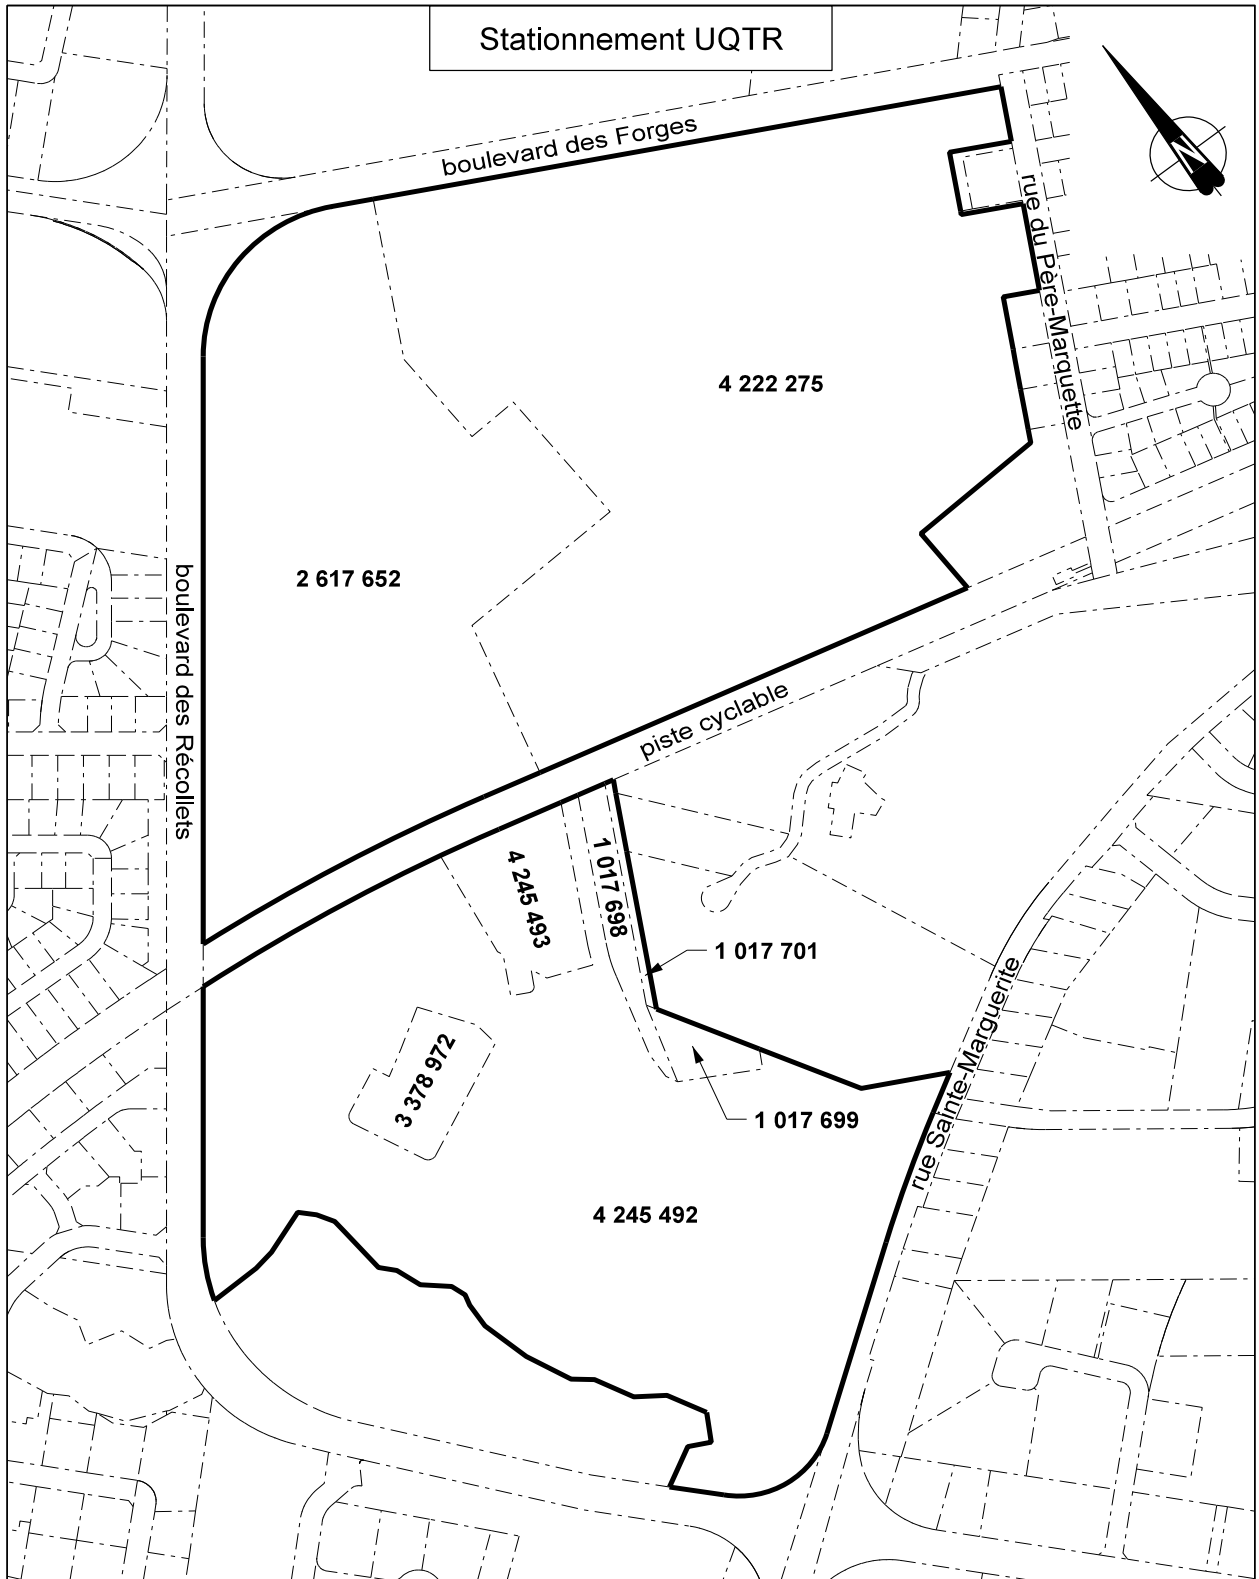 Stationnement UQTR
boulevard des Forges
N
rue du Père-Marquette
4 222 275
2 617 652
boulevard des Récollets
piste cyclable
4 245 493
1 017 698
1 017 701
3 378 972
1 017 699
rue Sainte-Marguerite
4 245 492